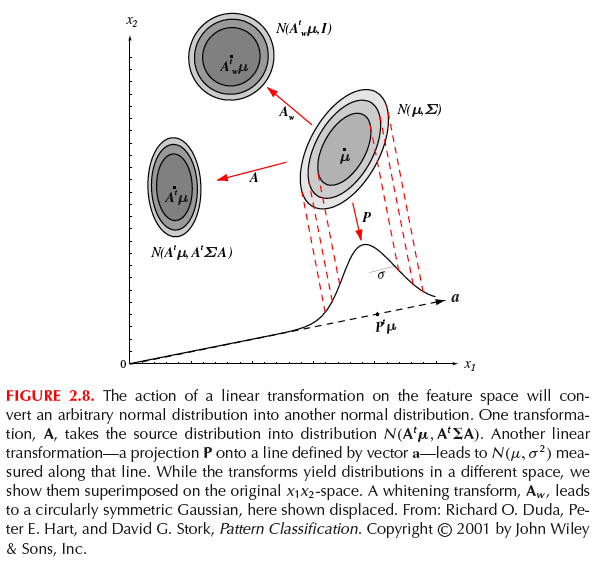 x₂
N(Aᵗwμ, I)
Aᵗwμ
Aw
N(μ, Σ)
μ
A
Aᵗμ
P
N(Aᵗμ, AᵗΣA)
σ
a
Pᵗμ
0
x₁
FIGURE 2.8. The action of a linear transformation on the feature space will con-
vert an arbitrary normal distribution into another normal distribution. One transforma-
tion, A, takes the source distribution into distribution N(Aᵗμ, AᵗΣA). Another linear
transformation—a projection P onto a line defined by vector a—leads to N(μ, σ²) mea-
sured along that line. While the transforms yield distributions in a different space, we
show them superimposed on the original x₁x₂-space. A whitening transform, Aw, leads
to a circularly symmetric Gaussian, here shown displaced. From: Richard O. Duda, Pe-
ter E. Hart, and David G. Stork, Pattern Classification. Copyright © 2001 by John Wiley
& Sons, Inc.